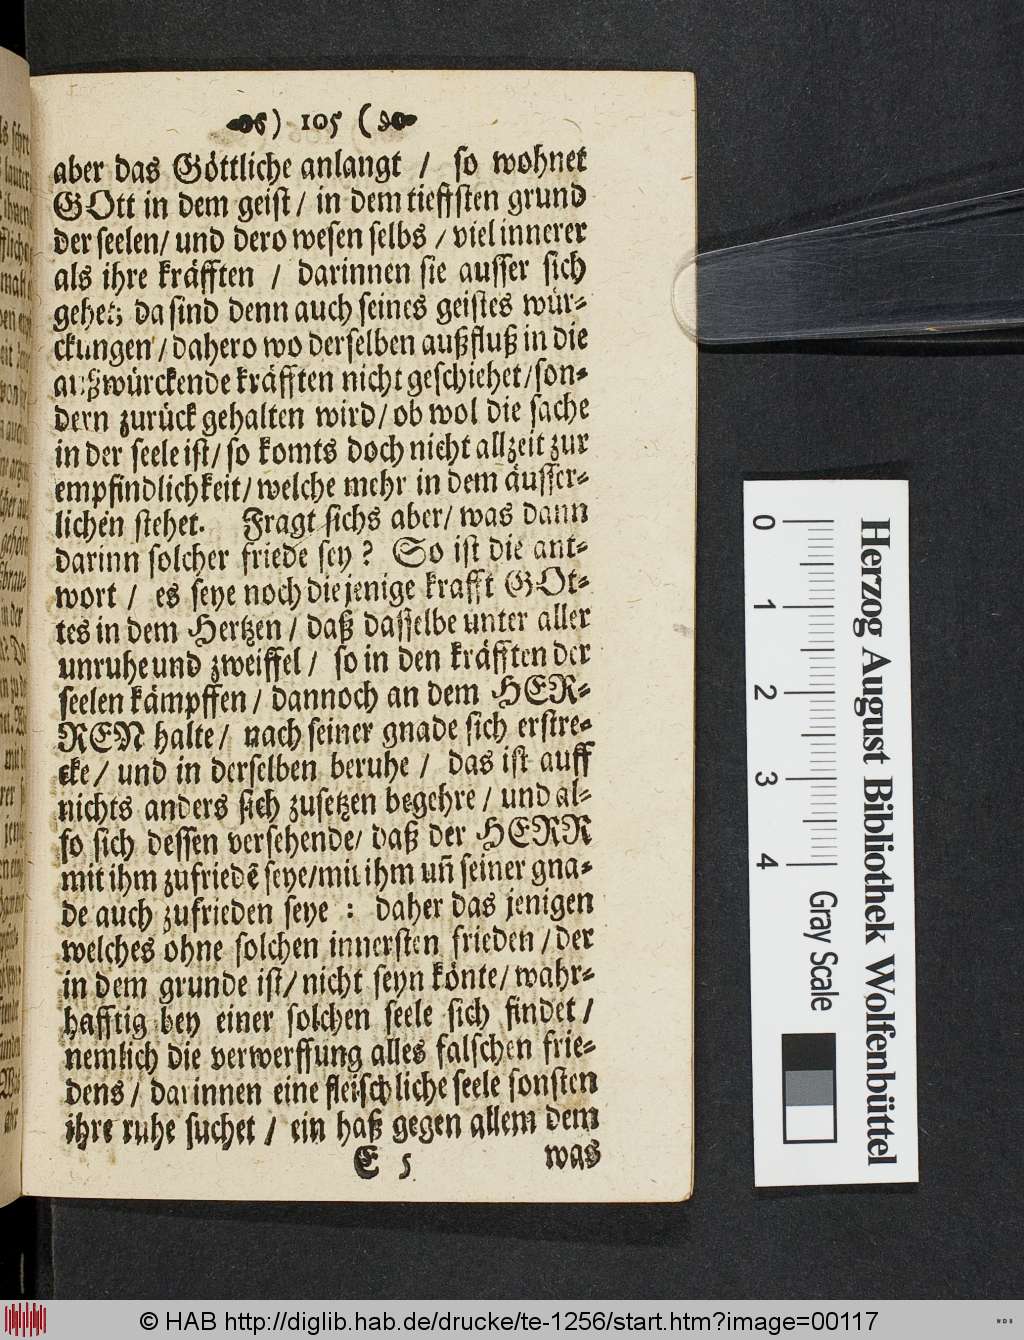 ) 105 (
aber das Göttliche anlangt / so wohnet
GOtt in dem geist / in dem tieffsten grund
der seelen / und dero wesen selbs / viel innerer
als ihre kräfften / darinnen sie ausser sich
gehet; da sind denn auch seines geistes wür-
ckungen / dahero wo derselben außfluß in die
außwürckende kräfften nicht geschiehet / son-
dern zurück gehalten wird / ob wol die sache
in der seele ist / so komts doch nicht allzeit zur
empfindlichkeit / welche mehr in dem äusser-
lichen stehet. Fragt sichs aber / was dann
darinn solcher friede sey ? So ist die ant-
wort / es seye noch die jenige krafft GOt-
tes in dem Hertzen / daß dasselbe unter aller
unruhe und zweiffel / so in den kräfften der
seelen kämpffen / dannoch an dem HER-
REN halte / nach seiner gnade sich erstre-
cke / und in derselben beruhe / das ist auff
nichts anders sich zusetzen begehre / und al-
so sich dessen versehende / daß der HERR
mit ihm zufriedē seye / mit ihm uñ seiner gna-
de auch zufrieden seye : daher das jenigen
welches ohne solchen innersten frieden / der
in dem grunde ist / nicht seyn könte / wahr-
hafftig bey einer solchen seele sich findet /
nemlich die verwerffung alles falschen frie-
dens / darinnen eine fleischliche seele sonsten
ihre ruhe suchet / ein haß gegen allem dem
E 5 was
0 1 2 3 4
Gray Scale
Herzog August Bibliothek Wolfenbüttel
© HAB http://diglib.hab.de/drucke/te-1256/start.htm?image=00117